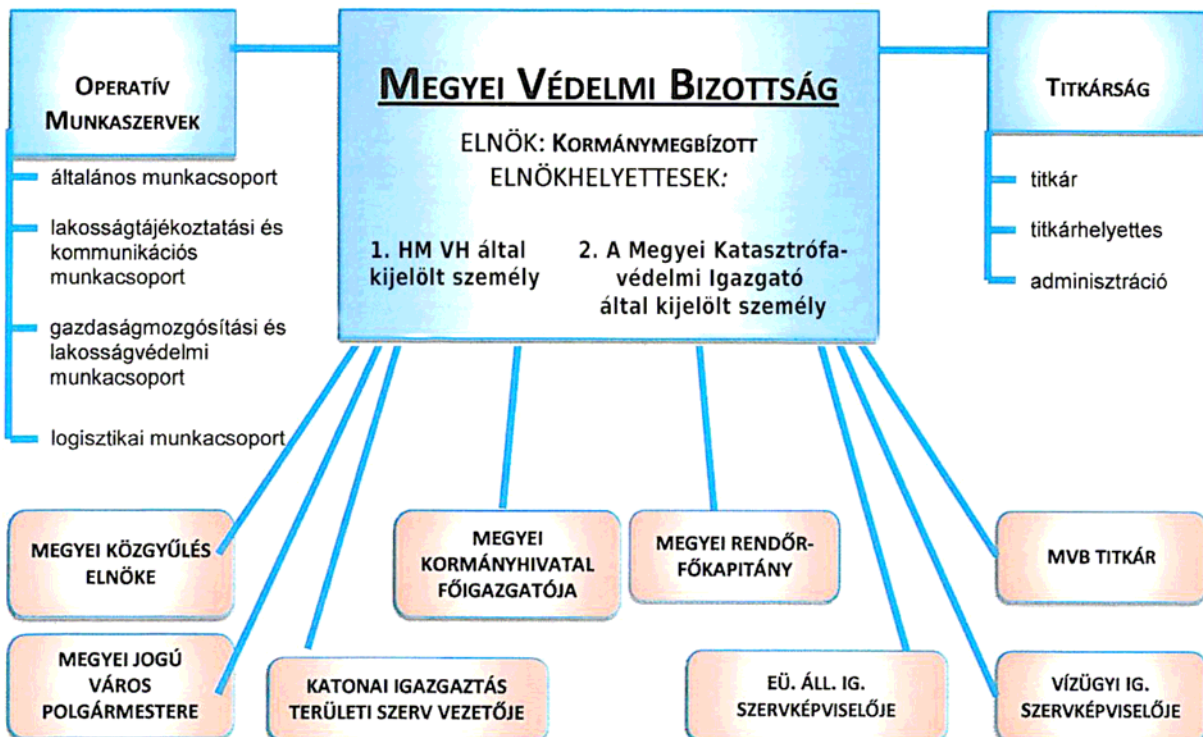 OPERATÍV
MUNKASZERVEK
általános munkacsoport
lakosságtájékoztatási és
kommunikációs
munkacsoport
gazdaságmozgósítási és
lakosságvédelmi
munkacsoport
logisztikai munkacsoport
MEGYEI VÉDELMI BIZOTTSÁG
ELNÖK: KORMÁNYMEGBÍZOTT
ELNÖKHELYETTESEK:
1. HM VH által
kijelölt személy
2. A Megyei Katasztrófa-
védelmi Igazgató
által kijelölt személy
TITKÁRSÁG
titkár
titkárhelyettes
adminisztráció
MEGYEI KÖZGYŰLÉS
ELNÖKE
MEGYEI
KORMÁNYHIVATAL
FŐIGAZGATÓJA
MEGYEI RENDŐR-
FŐKAPITÁNY
MVB TITKÁR
MEGYEI JOGÚ
VÁROS
POLGÁRMESTERE
KATONAI IGAZGAZTÁS
TERÜLETI SZERV VEZETŐJE
EÜ. ÁLL. IG.
SZERVKÉPVISELŐJE
VÍZÜGYI IG.
SZERVKÉPVISELŐJE